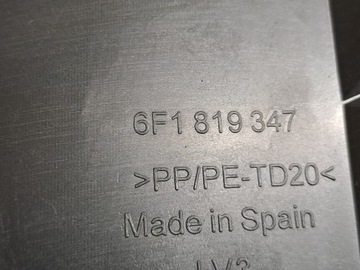 6F1 819 347
>PP/PE-TD20<
Made in Spain